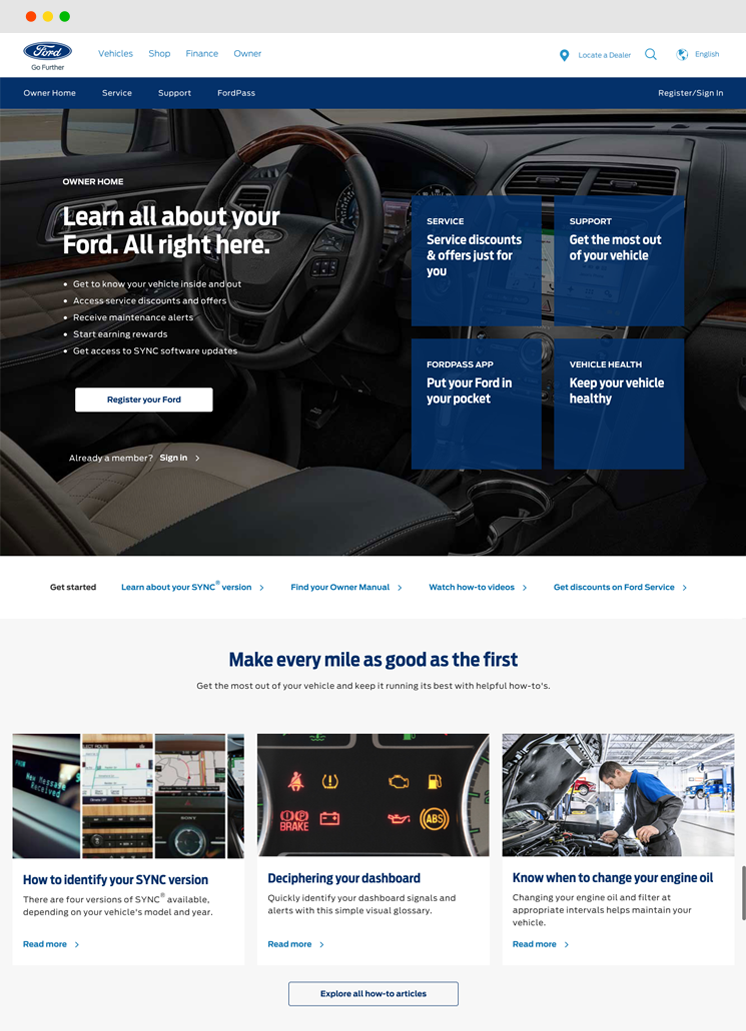 Ford
Go Further
Vehicles Shop Finance Owner
Locate a Dealer
English
Owner Home Service Support FordPass
Register/Sign In
OWNER HOME
Learn all about your
Ford. All right here.
• Get to know your vehicle inside and out
• Access service discounts and offers
• Receive maintenance alerts
• Start earning rewards
• Get access to SYNC software updates
Register your Ford
Already a member? Sign in
SERVICE
Service discounts
& offers just for
you
SUPPORT
Get the most out
of your vehicle
FORDPASS APP
Put your Ford in
your pocket
VEHICLE HEALTH
Keep your vehicle
healthy
Get started
Learn about your SYNC® version
Find your Owner Manual
Watch how-to videos
Get discounts on Ford Service
Make every mile as good as the first
Get the most out of your vehicle and keep it running its best with helpful how-to's.
New Message
Received
SONY
BRAKE
ABS
How to identify your SYNC version
There are four versions of SYNC® available,
depending on your vehicle's model and year.
Read more
Deciphering your dashboard
Quickly identify your dashboard signals and
alerts with this simple visual glossary.
Read more
Know when to change your engine oil
Changing your engine oil and filter at
appropriate intervals helps maintain your
vehicle.
Read more
Explore all how-to articles